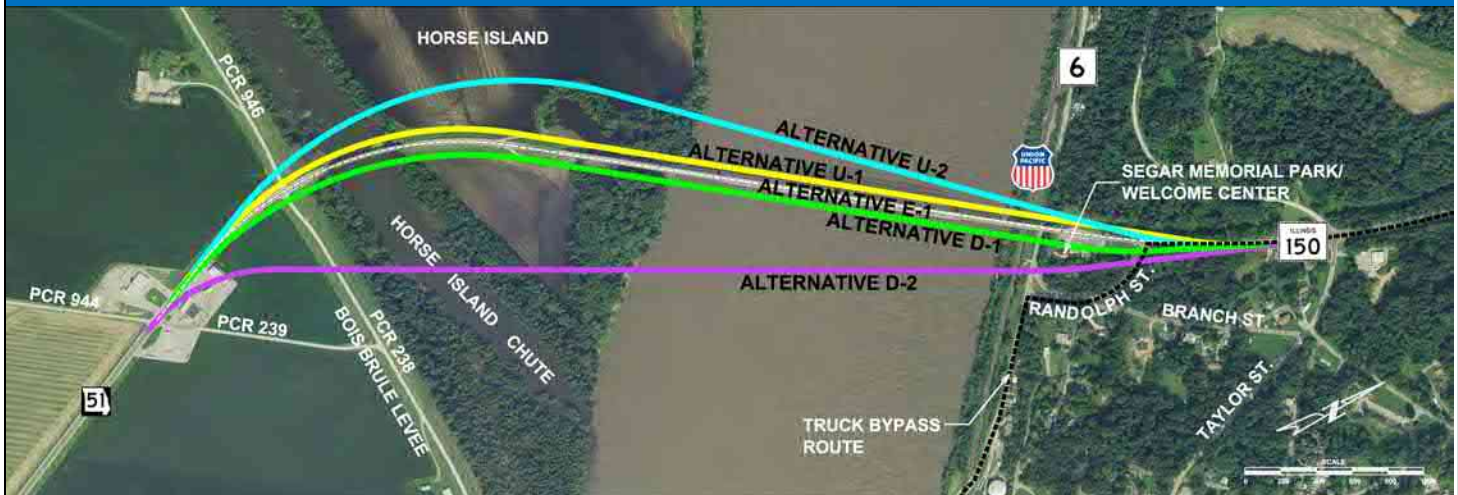 HORSE ISLAND
PCR 946
6
ALTERNATIVE U-2
ALTERNATIVE U-1
ALTERNATIVE E-1
ALTERNATIVE D-1
ALTERNATIVE D-2
UNION
PACIFIC
SEGAR MEMORIAL PARK/
WELCOME CENTER
ILLINOIS
150
HORSE ISLAND CHUTE
PCR 944
PCR 239
PCR 238
BOIS BRULE LEVEE
51
RANDOLPH ST.
BRANCH ST.
TAYLOR ST.
TRUCK BYPASS
ROUTE
SCALE
0